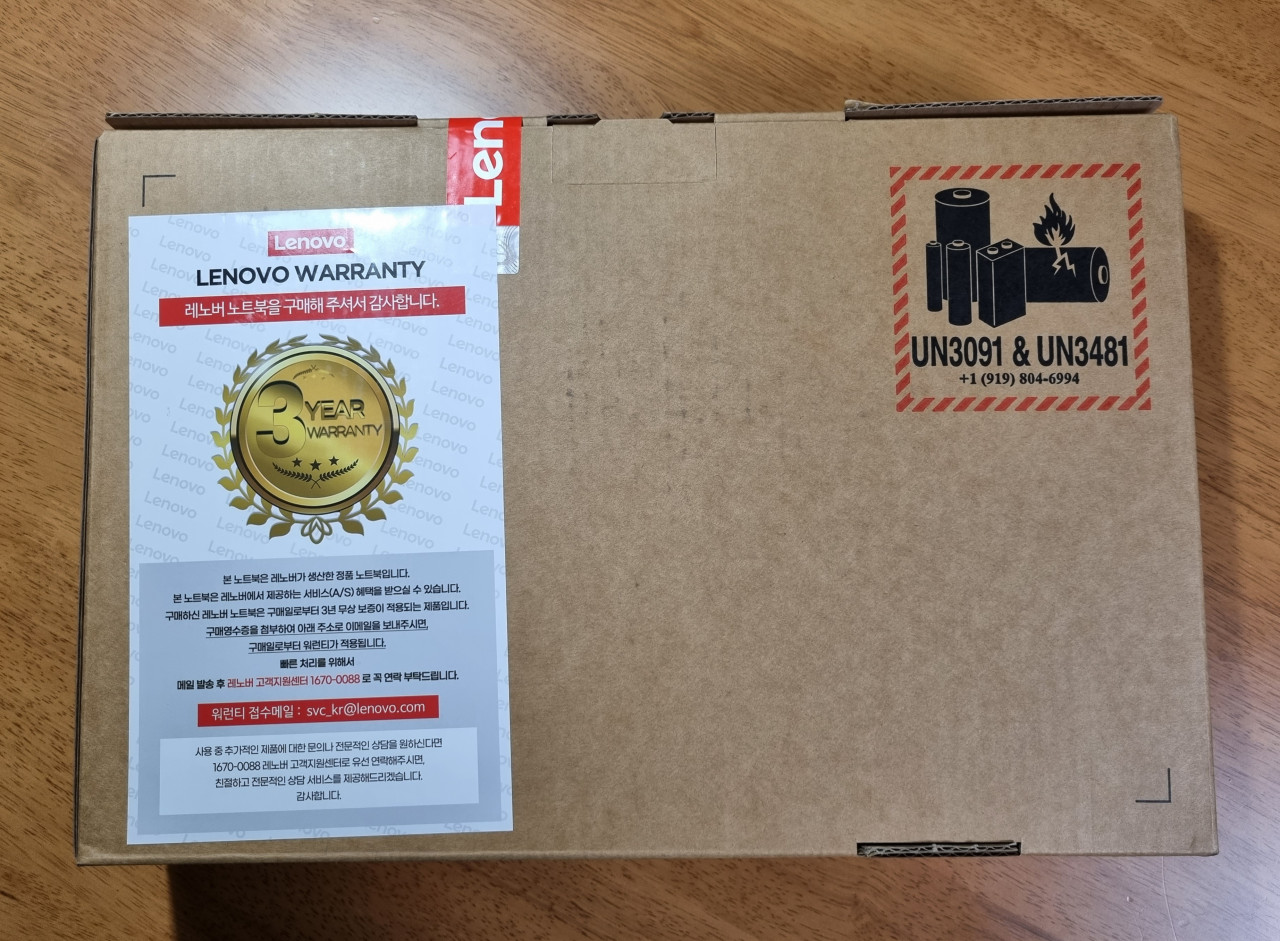 Len
Lenovo
LENOVO WARRANTY
레노버 노트북을 구매해 주셔서 감사합니다.
3 YEAR
WARRANTY
본 노트북은 레노버가 생산한 정품 노트북입니다.
본 노트북은 레노버에서 제공하는 서비스(A/S) 혜택을 받으실 수 있습니다.
구매하신 레노버 노트북은 구매일로부터 3년 무상 보증이 적용되는 제품입니다.
구매영수증을 첨부하여 아래 주소로 이메일을 보내주시면,
구매일로부터 워런티가 적용됩니다.
빠른 처리를 위해서
메일 발송 후 레노버 고객지원센터 1670-0088 로 꼭 연락 부탁드립니다.
워런티 접수메일 : svc_kr@lenovo.com
사용 중 추가적인 제품에 대한 문의나 전문적인 상담을 원하신다면
1670-0088 레노버 고객지원센터로 유선 연락해주시면,
친절하고 전문적인 상담 서비스를 제공해드리겠습니다.
감사합니다.
UN3091 & UN3481
+1 (919) 804-6994